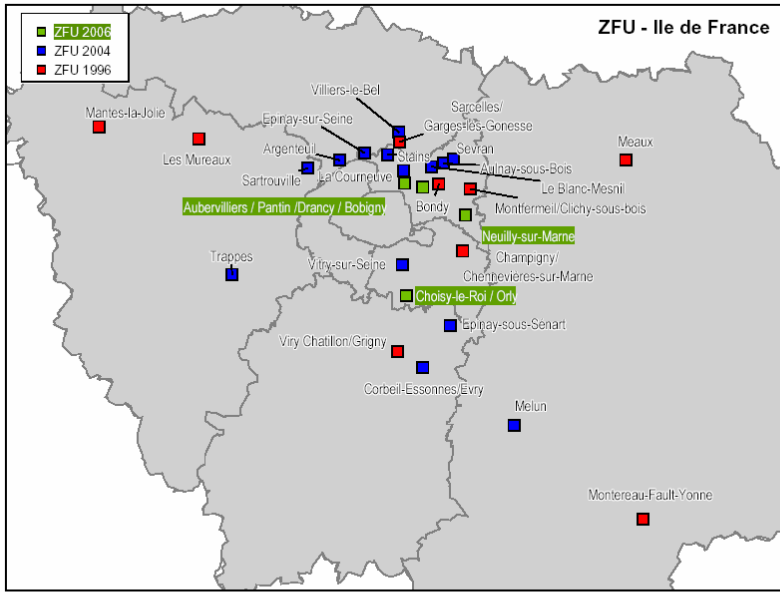 ZFU - Ile de France
ZFU 2006
ZFU 2004
ZFU 1996
Villiers-le-Bel
Sarcelles/
Garges-lès-Gonesse
Mantes-la-Jolie
Epinay-sur-Seine
Les Mureaux
Argenteuil
Stains
Sevran
Meaux
Sartrouville
La Courneuve
Aulnay-sous-Bois
Le Blanc-Mesnil
Bondy
Montfermeil/Clichy-sous-bois
Aubervilliers / Pantin /Drancy / Bobigny
Neuilly-sur-Marne
Trappes
Vitry-sur-Seine
Champigny/
Chennevières-sur-Marne
Choisy-le-Roi / Orly
Epinay-sous-Senart
Viry Chatillon/Grigny
Corbeil-Essonnes/Evry
Melun
Montereau-Fault-Yonne